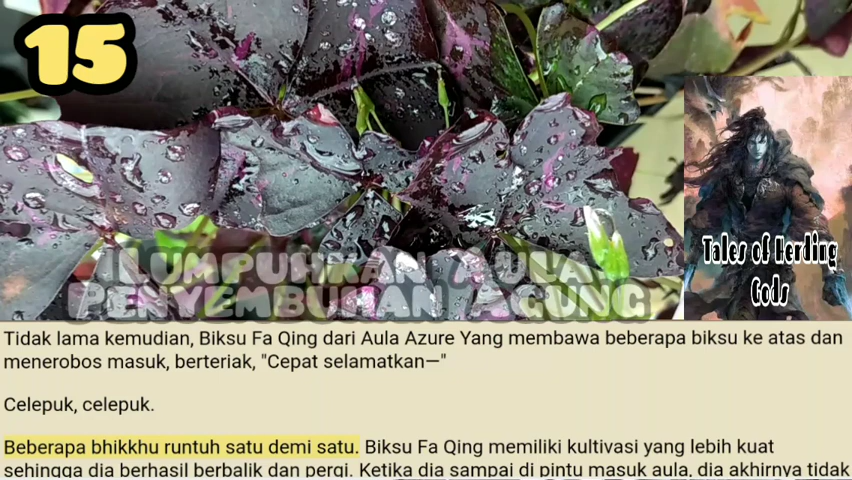 15
LUMPUHKAN AULA
PENYEMBUHAN AGUNG
Tales of Herding
Gods
Tidak lama kemudian, Biksu Fa Qing dari Aula Azure Yang membawa beberapa biksu ke atas dan
menerobos masuk, berteriak, "Cepat selamatkan—"
Celepuk, celepuk.
Beberapa bhikkhu runtuh satu demi satu. Biksu Fa Qing memiliki kultivasi yang lebih kuat
sehingga dia berhasil berbalik dan pergi. Ketika dia sampai di pintu masuk aula, dia akhirnya tidak